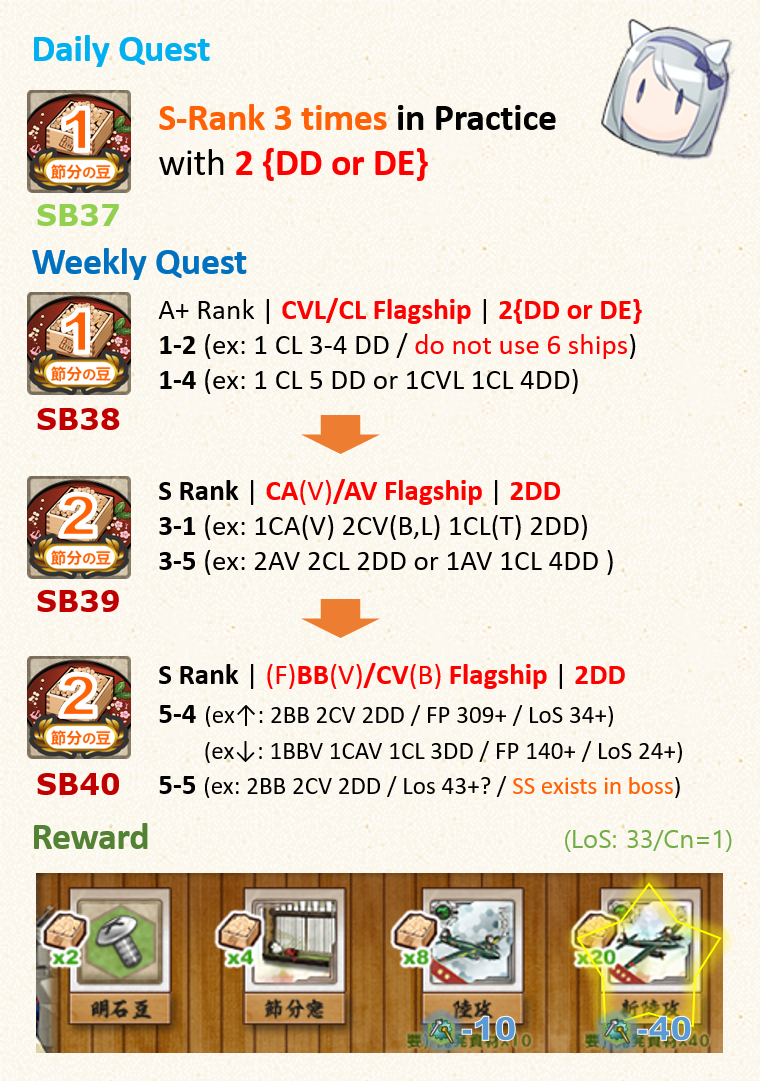 Daily Quest
1
節分の豆
SB37
S-Rank 3 times in Practice
with 2 {DD or DE}
Weekly Quest
1
節分の豆
SB38
A+ Rank | CVL/CL Flagship | 2{DD or DE}
1-2 (ex: 1 CL 3-4 DD / do not use 6 ships)
1-4 (ex: 1 CL 5 DD or 1CVL 1CL 4DD)
2
節分の豆
SB39
S Rank | CA(V)/AV Flagship | 2DD
3-1 (ex: 1CA(V) 2CV(B,L) 1CL(T) 2DD)
3-5 (ex: 2AV 2CL 2DD or 1AV 1CL 4DD )
2
節分の豆
SB40
S Rank | (F)BB(V)/CV(B) Flagship | 2DD
5-4 (ex↑: 2BB 2CV 2DD / FP 309+ / LoS 34+)
(ex↓: 1BBV 1CAV 1CL 3DD / FP 140+ / LoS 24+)
5-5 (ex: 2BB 2CV 2DD / Los 43+? / SS exists in boss)
Reward
(LoS: 33/Cn=1)
x2
x4
x8
x20
明石豆
節分窓
陸攻
新陸攻
-10
-40